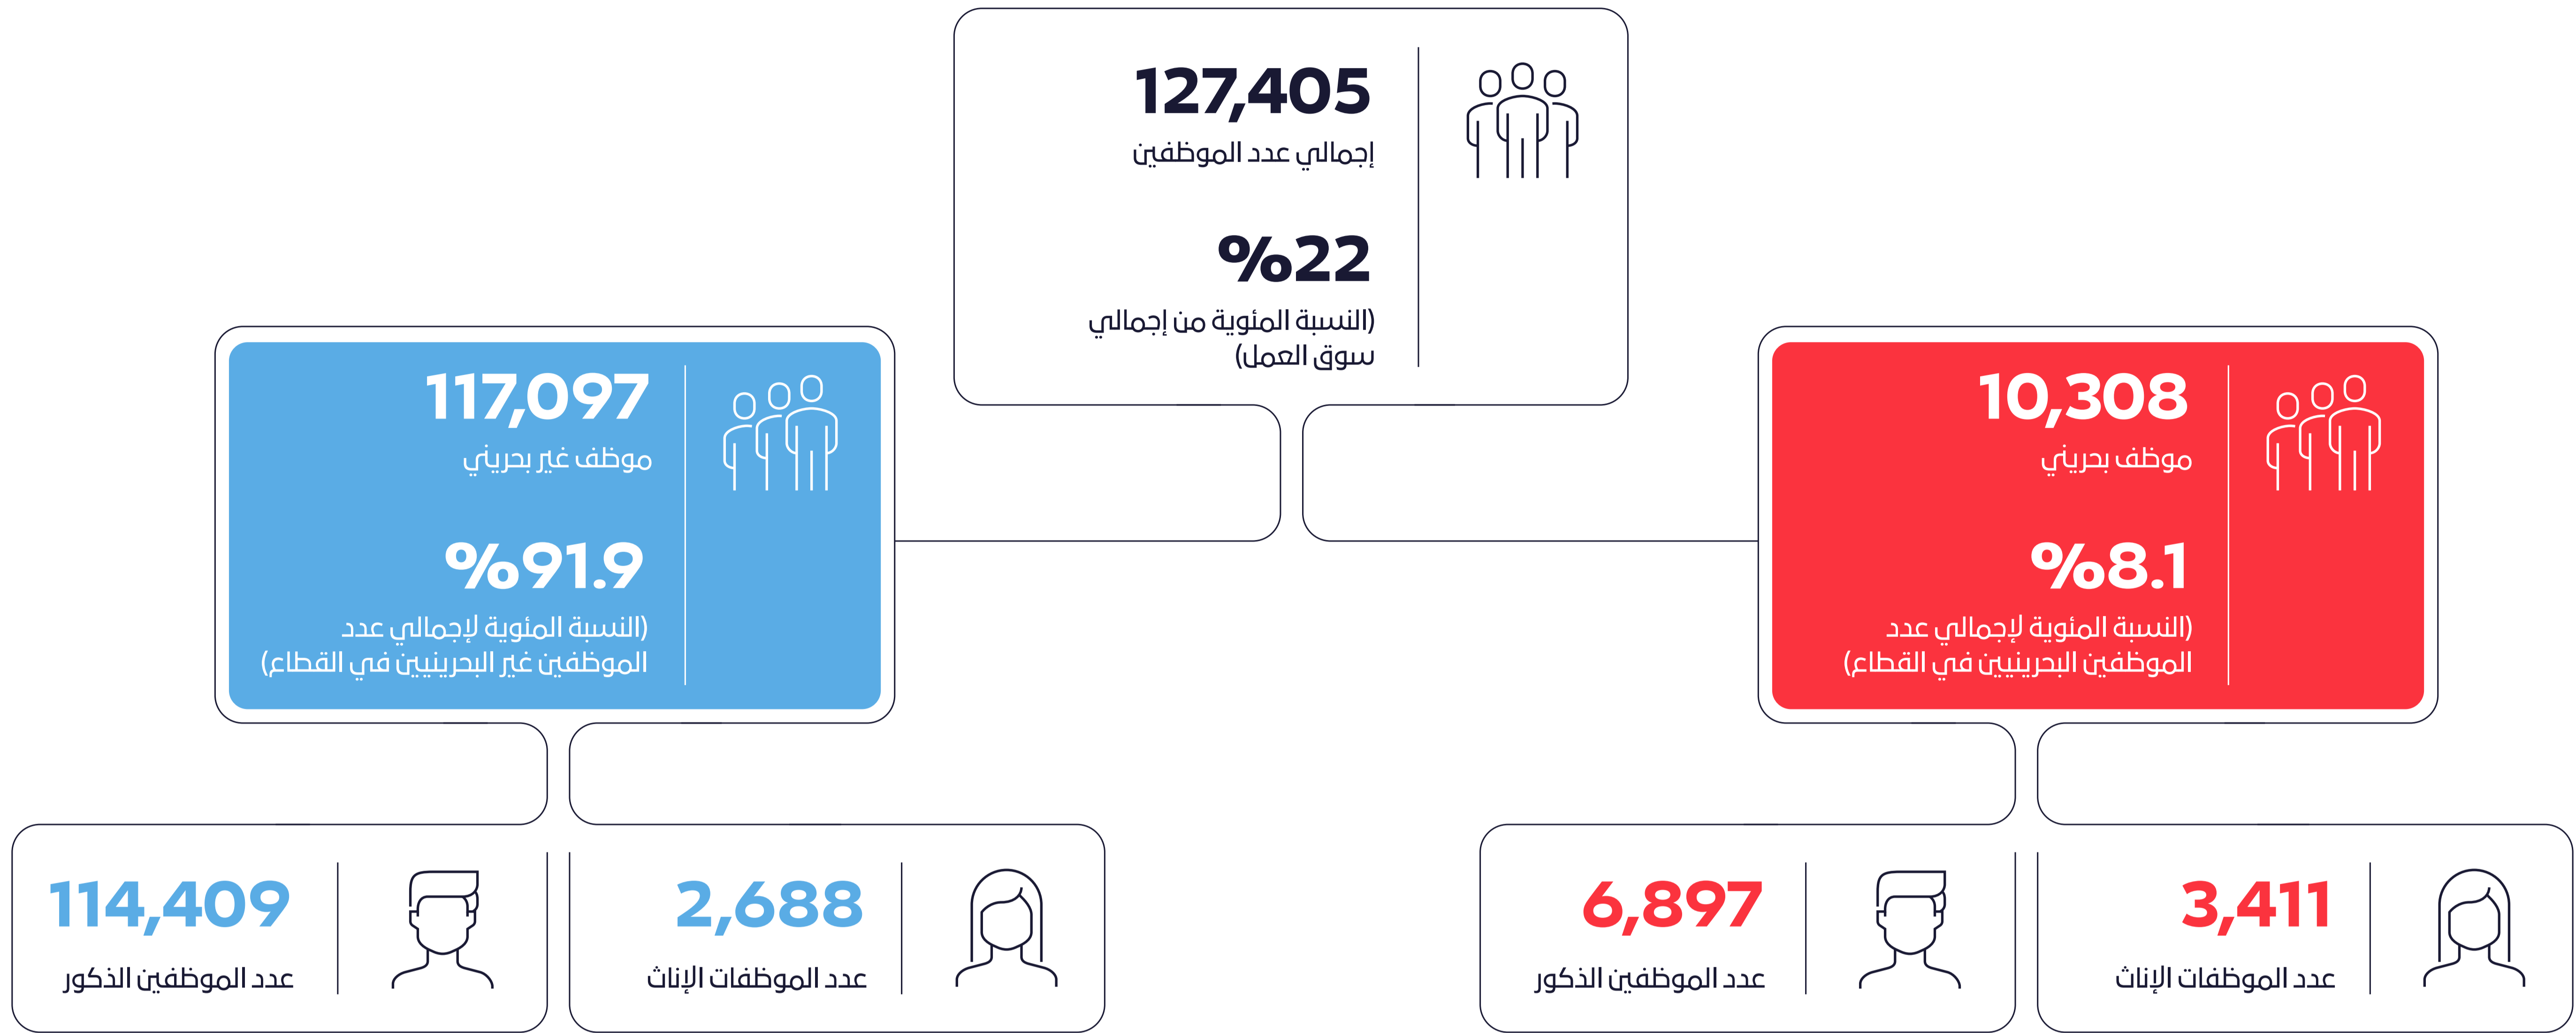 127,405
إجمالي عدد الموظفين
%22
(النسبة المئوية من إجمالي
سوق العمل)
10,308
موظف بحريني
%8.1
(النسبة المئوية لإجمالي عدد
الموظفين البحرينيين في القطاع)
117,097
موظف غير بحريني
%91.9
(النسبة المئوية لإجمالي عدد
الموظفين غير البحرينيين في القطاع)
3,411
عدد الموظفات الإناث
6,897
عدد الموظفين الذكور
2,688
عدد الموظفات الإناث
114,409
عدد الموظفين الذكور